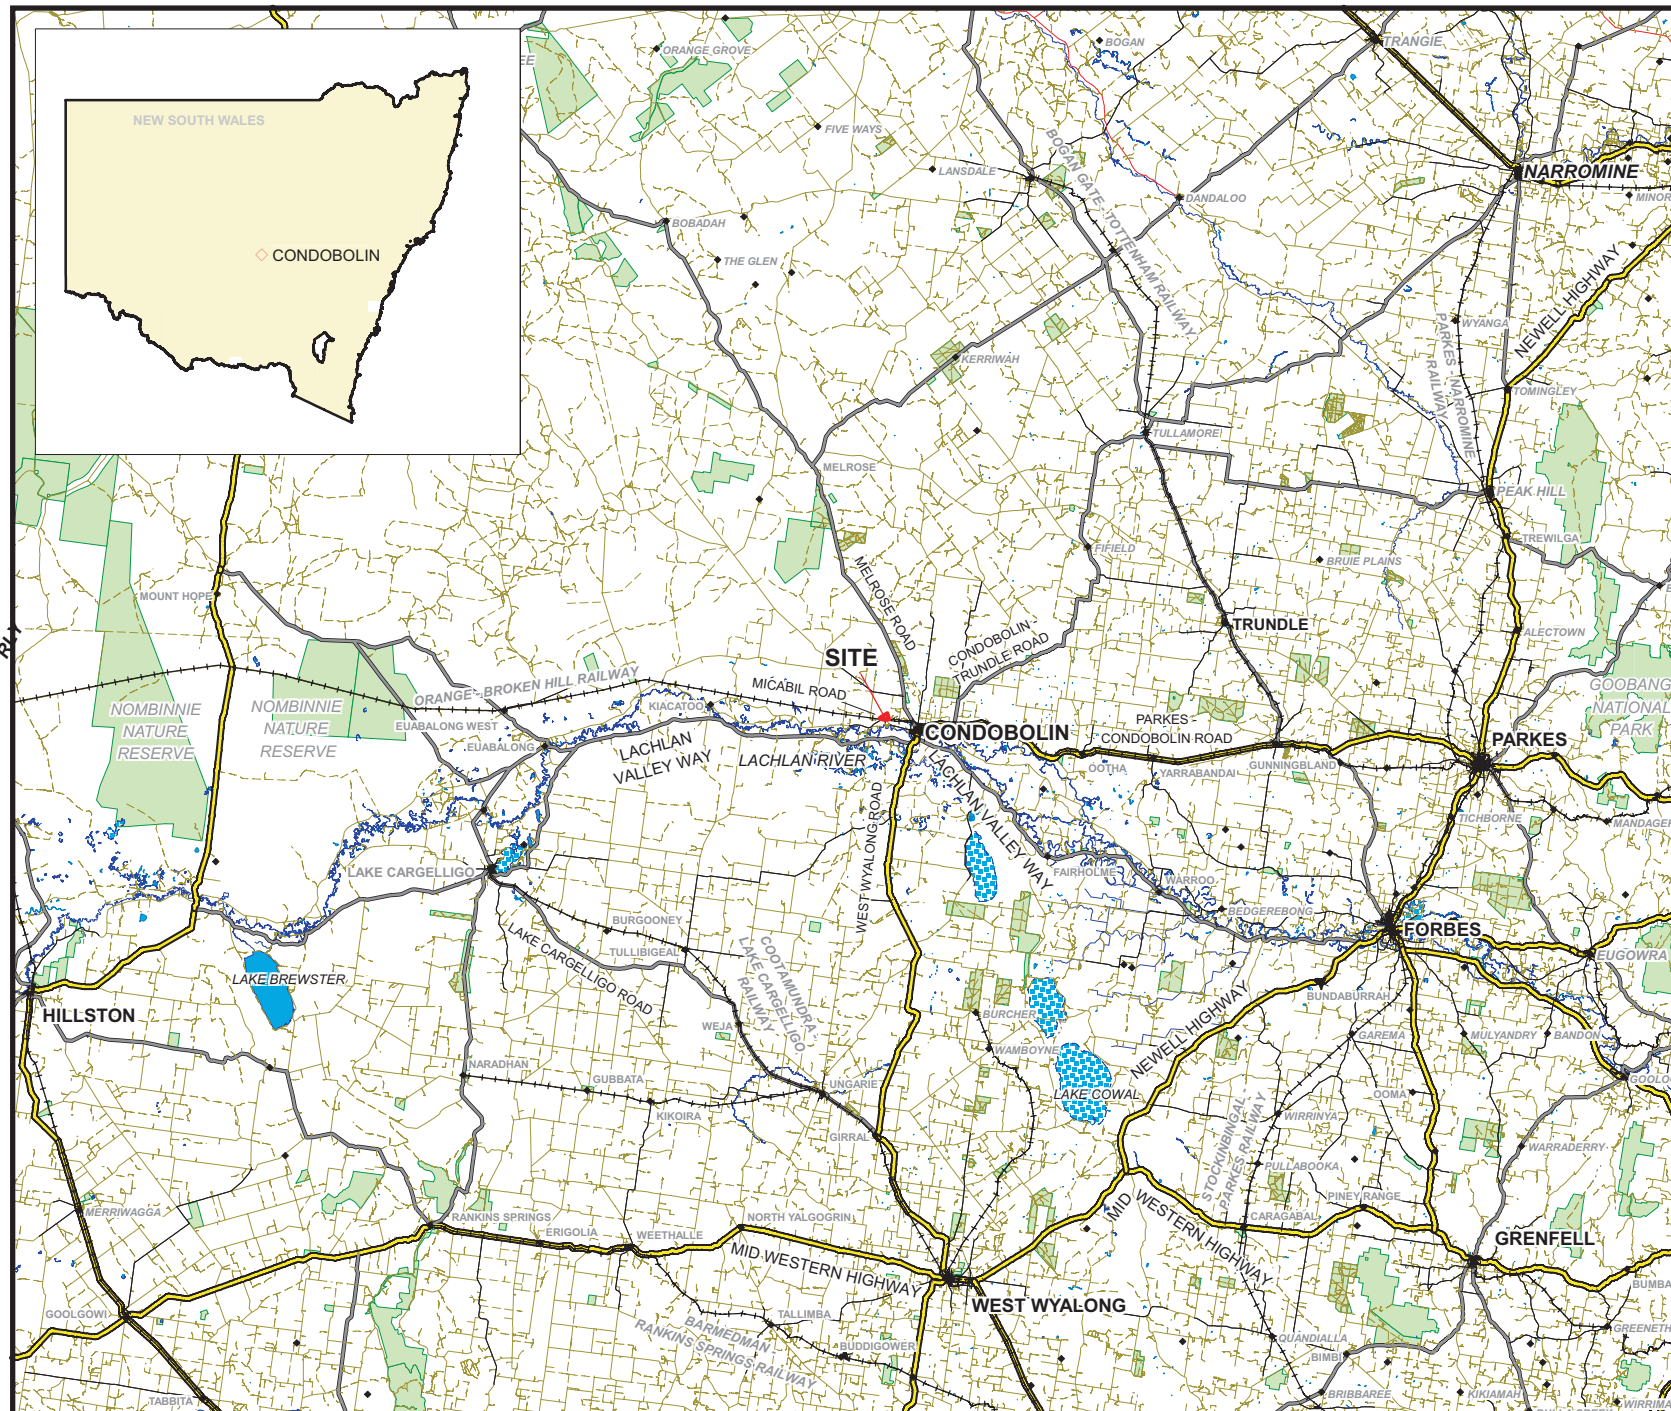 NEW SOUTH WALES
CONDOBOLIN
EE
ORANGE GROVE
BOGAN
TRANGIE
FIVE WAYS
LANSDALE
BOGAN GATE - TOTTENHAM RAILWAY
DANDALOO
NARROMINE
MINOR
BOBADAH
THE GLEN
NEWELL HIGHWAY
WYANGA
PARKES - NARROMINE
RAILWAY
KERRIWAH
TOMINGLEY
TULLAMORE
MELROSE
PEAK HILL
TREWILGA
FIFIELD
BRUIE PLAINS
MOUNT HOPE
MELROSE ROAD
TRUNDLE
ALECTOWN
RLY
SITE
CONDOBOLIN -
TRUNDLE ROAD
MICABIL ROAD
ORANGE - BROKEN HILL RAILWAY
NOMBINNIE
NATURE
RESERVE
NOMBINNIE
NATURE
RESERVE
GOOBANG
NATIONAL
PARK
KIACATOO
EUABALONG WEST
EUABALONG
LACHLAN
VALLEY WAY
LACHLAN RIVER
CONDOBOLIN
PARKES -
CONDOBOLIN ROAD
PARKES
OOTHA
YARRABANDAI
GUNNINGBLAND
LACHLAN VALLEY WAY
WEST WYALONG ROAD
TICHBORNE
MANDAGER
LAKE CARGELLIGO
FAIRHOLME
WARROO
BEDGEREBONG
FORBES
EUGOWRA
BURGOONEY
TULLIBIGEAL
LAKE CARGELLIGO ROAD
COOTAMUNDRA -
LAKE CARGELLIGO
RAILWAY
LAKE BREWSTER
HILLSTON
BUNDABURRAH
BURCHER
WEJA
WAMBOYNE
NEWELL HIGHWAY
GAREMA
MULYANDRY
BANDON
NARADHAN
GUBBATA
KIKOIRA
UNGARIE
LAKE COWAL
OOMA
GOOLO
GIRRAL
WIRRINYA
STOCKINBINGAL -
PARKES RAILWAY
WARRADERRY
PULLABOOKA
MERRIWAGGA
RANKINS SPRINGS
ERIGOLIA
WEETHALLE
NORTH YALGOGRIN
MID WESTERN HIGHWAY
MID WESTERN HIGHWAY
PINEY RANGE
CARAGABAL
GRENFELL
BUMBA
WEST WYALONG
GOOLGOWI
TALLIMBA
BARMEDMAN -
RANKINS SPRINGS RAILWAY
BUDDIGOWER
QUANDIALLA
BIMBI
GREENETH
TABBITA
BRIBBAREE
KIKIAMAH
WIRRIMA